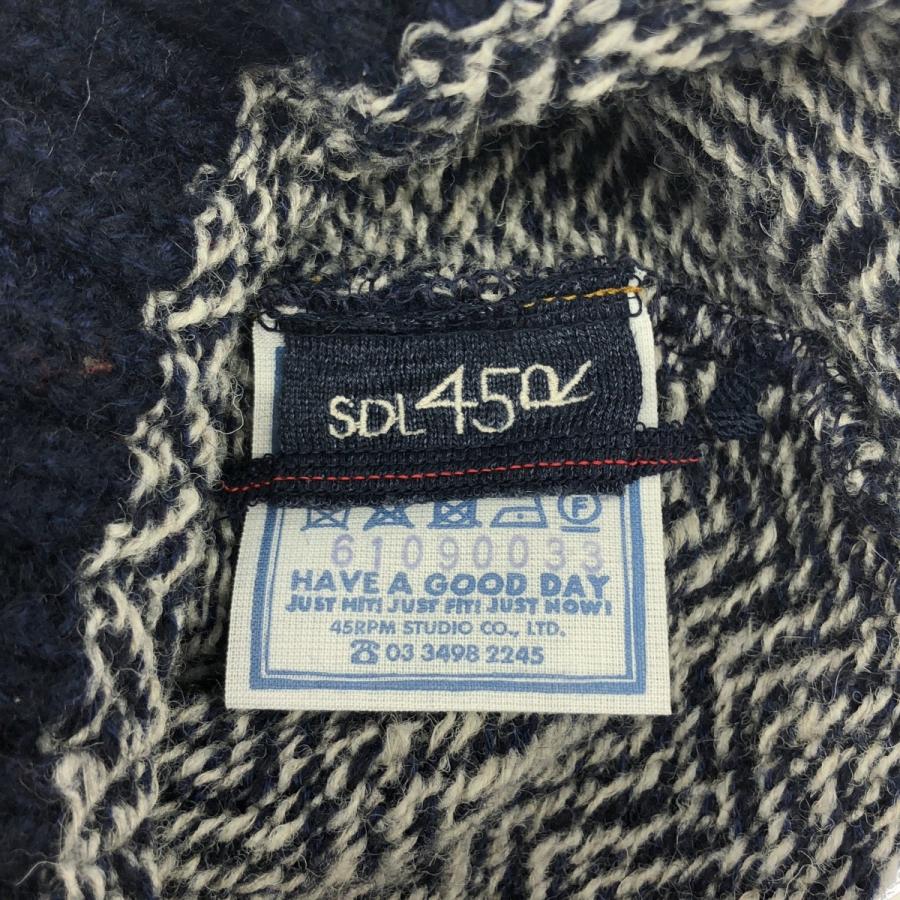 SDL45R
F
61090033
HAVE A GOOD DAY
JUST HIT! JUST FIT! JUST NOW!
45RPM STUDIO CO., LTD.
☎ 03 3498 2245